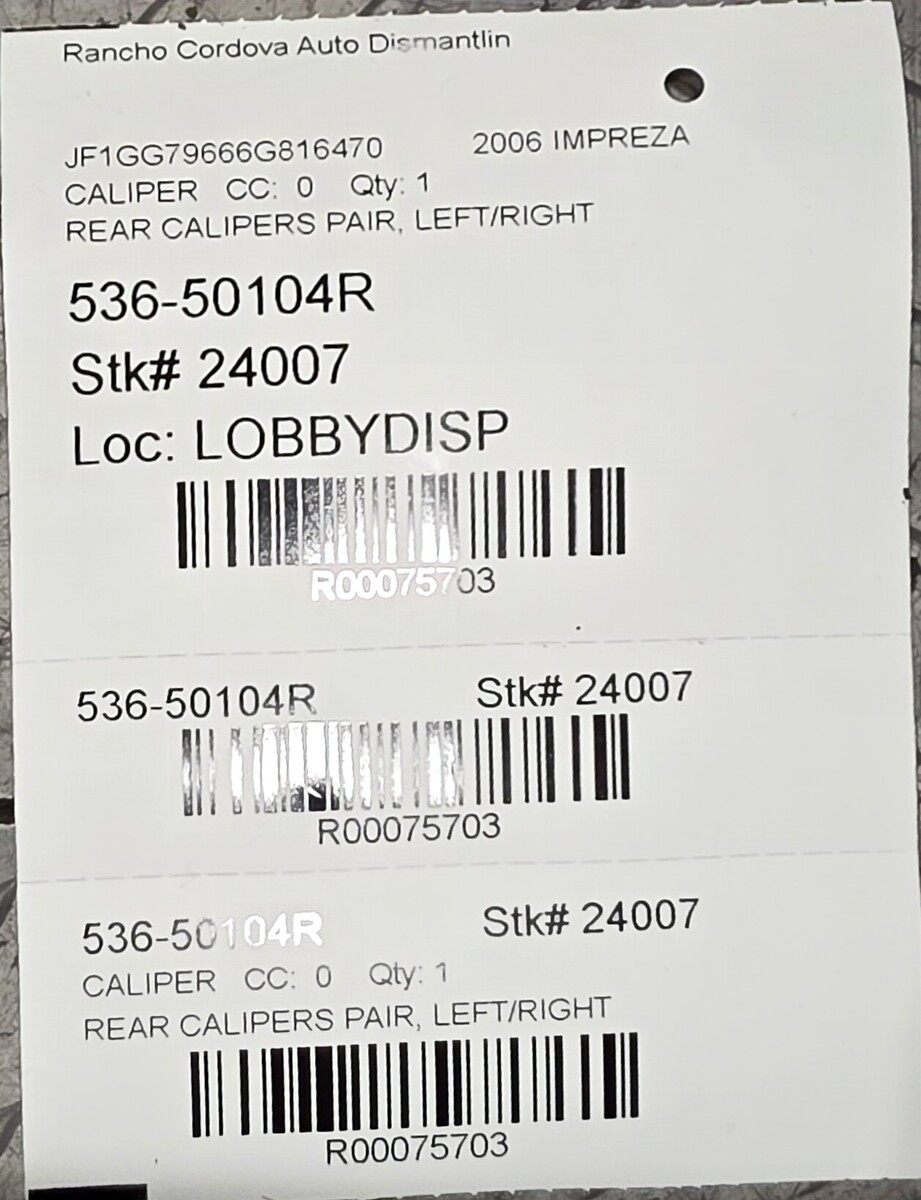 Rancho Cordova Auto Dismantlin
JF1GG79666G816470 2006 IMPREZA
CALIPER CC: 0 Qty: 1
REAR CALIPERS PAIR, LEFT/RIGHT
536-50104R
Stk# 24007
Loc: LOBBYDISP
R00075703
536-50104R Stk# 24007
R00075703
536-50104R Stk# 24007
CALIPER CC: 0 Qty: 1
REAR CALIPERS PAIR, LEFT/RIGHT
R00075703